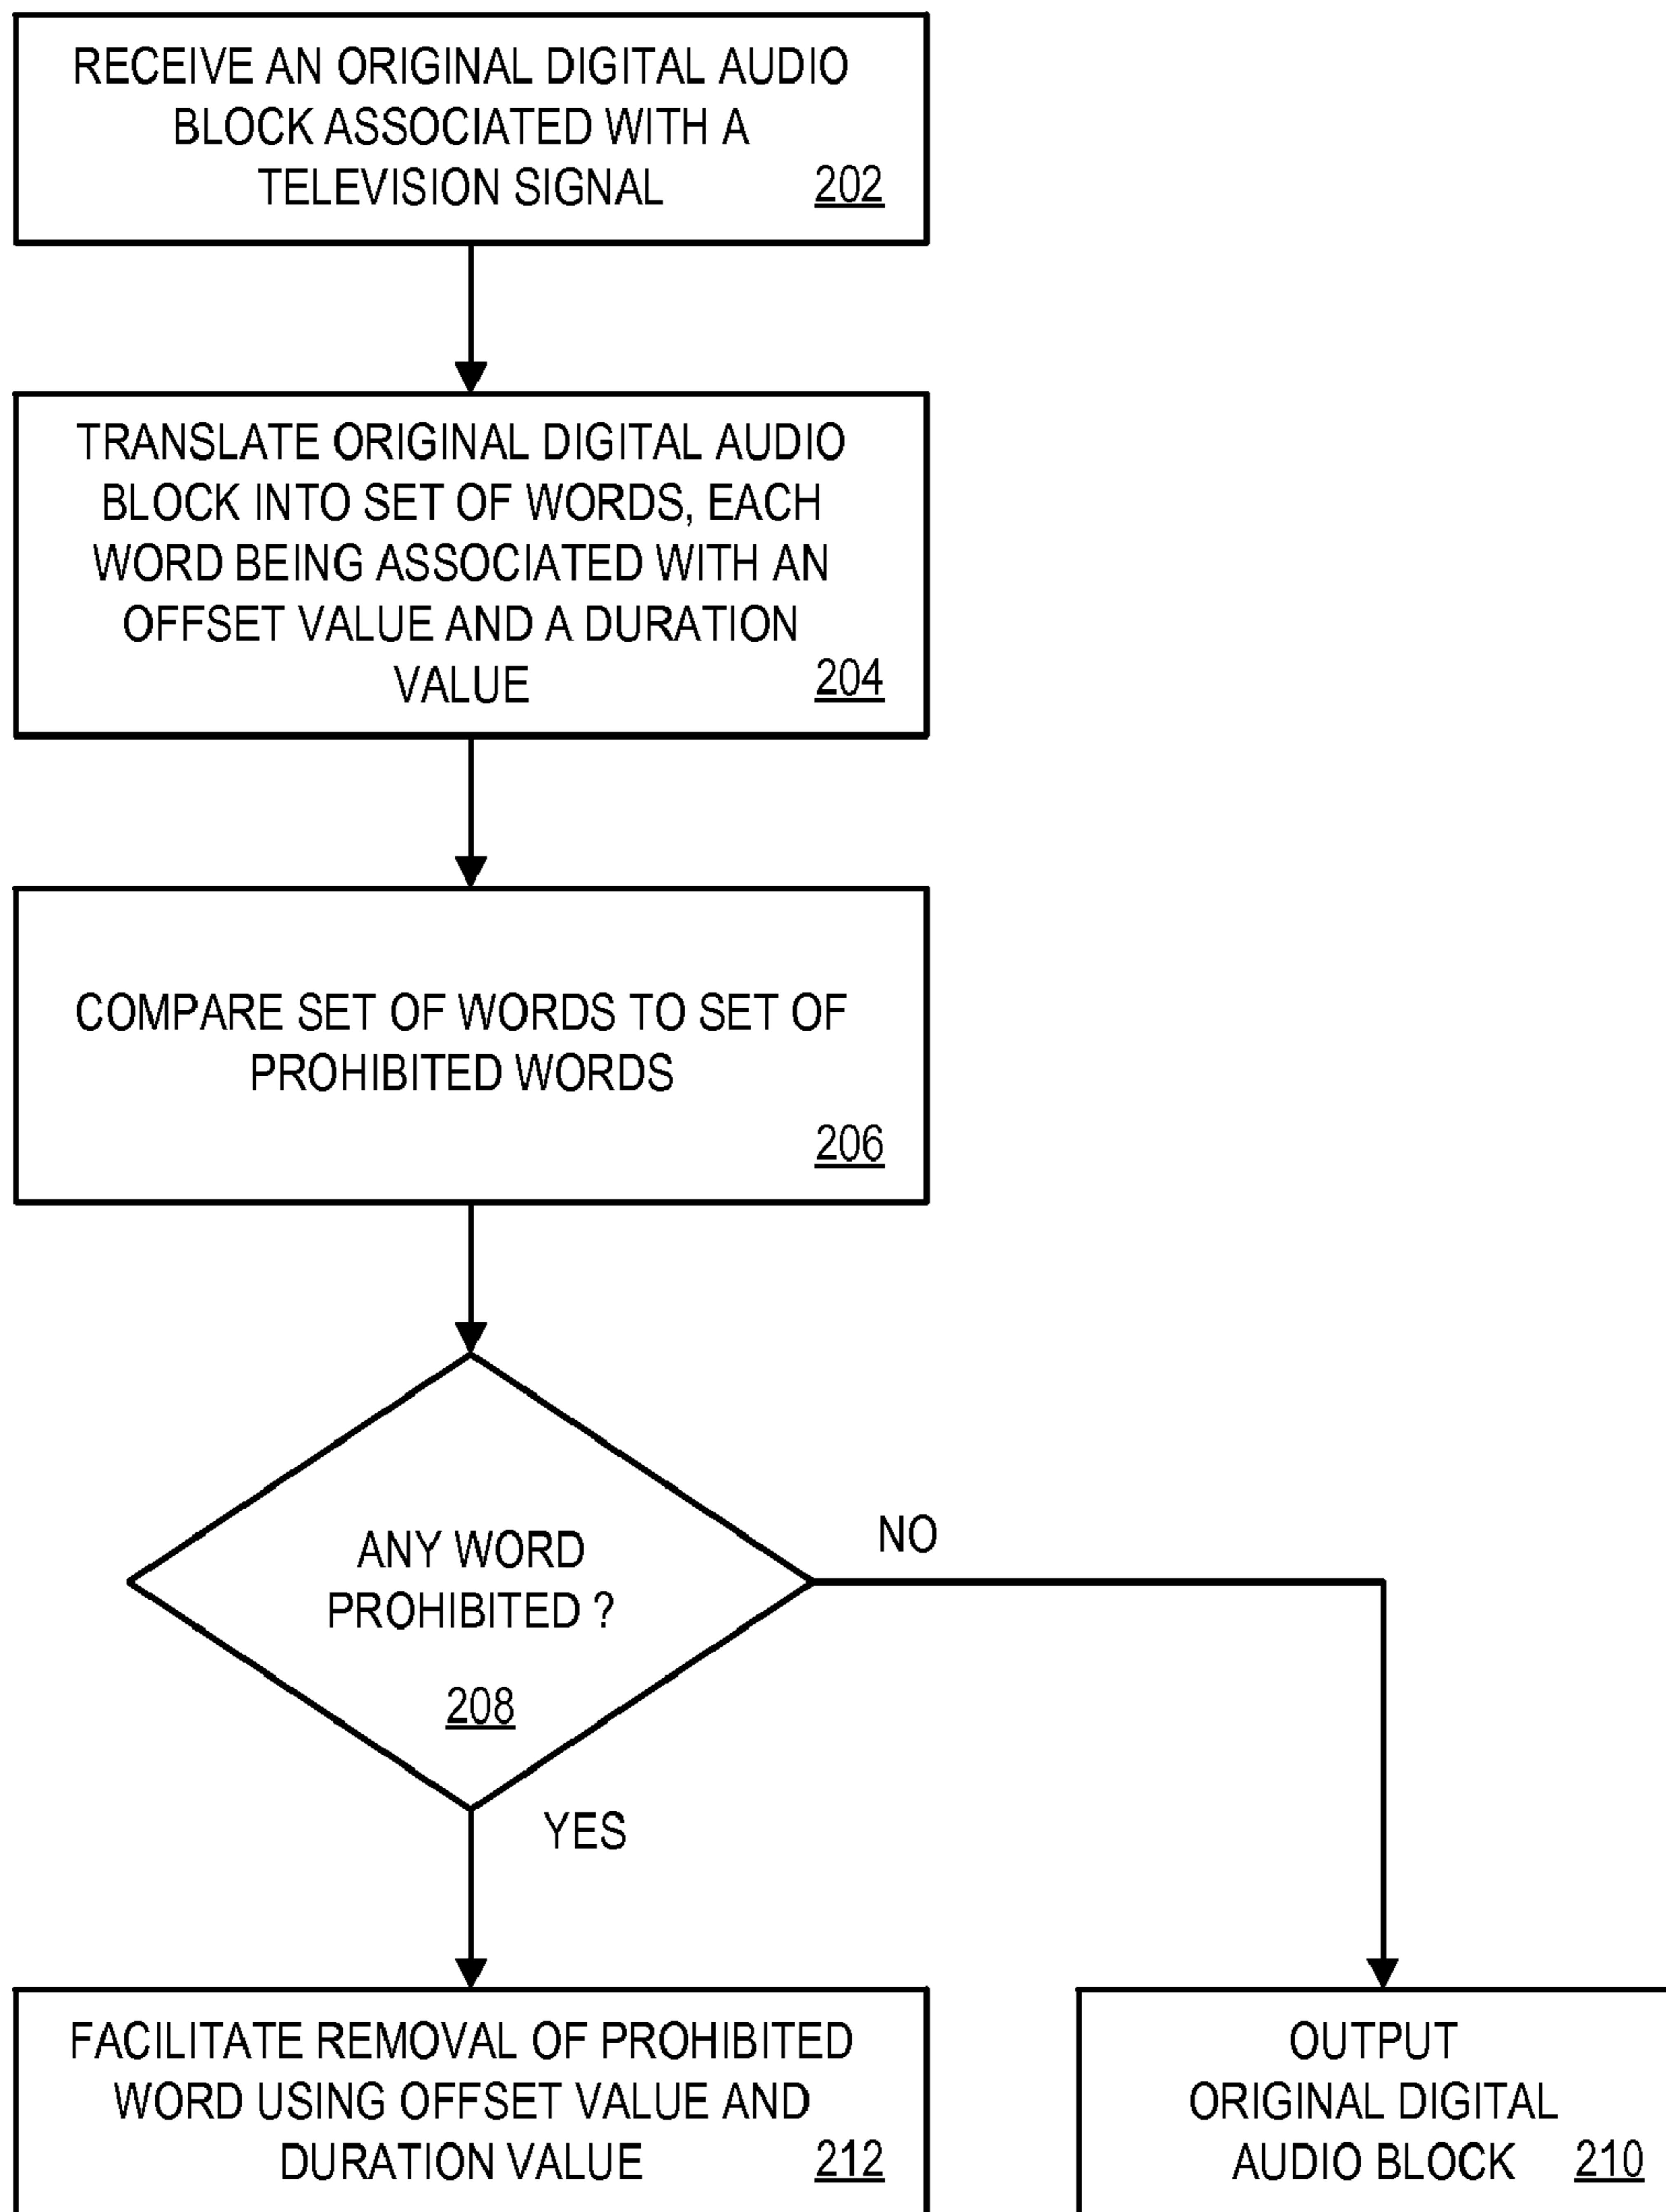 RECEIVE AN ORIGINAL DIGITAL AUDIO
BLOCK ASSOCIATED WITH A
TELEVISION SIGNAL 202
TRANSLATE ORIGINAL DIGITAL AUDIO
BLOCK INTO SET OF WORDS, EACH
WORD BEING ASSOCIATED WITH AN
OFFSET VALUE AND A DURATION
VALUE 204
COMPARE SET OF WORDS TO SET OF
PROHIBITED WORDS
206
ANY WORD
PROHIBITED ?
208
NO
YES
FACILITATE REMOVAL OF PROHIBITED
WORD USING OFFSET VALUE AND
DURATION VALUE 212
OUTPUT
ORIGINAL DIGITAL
AUDIO BLOCK 210